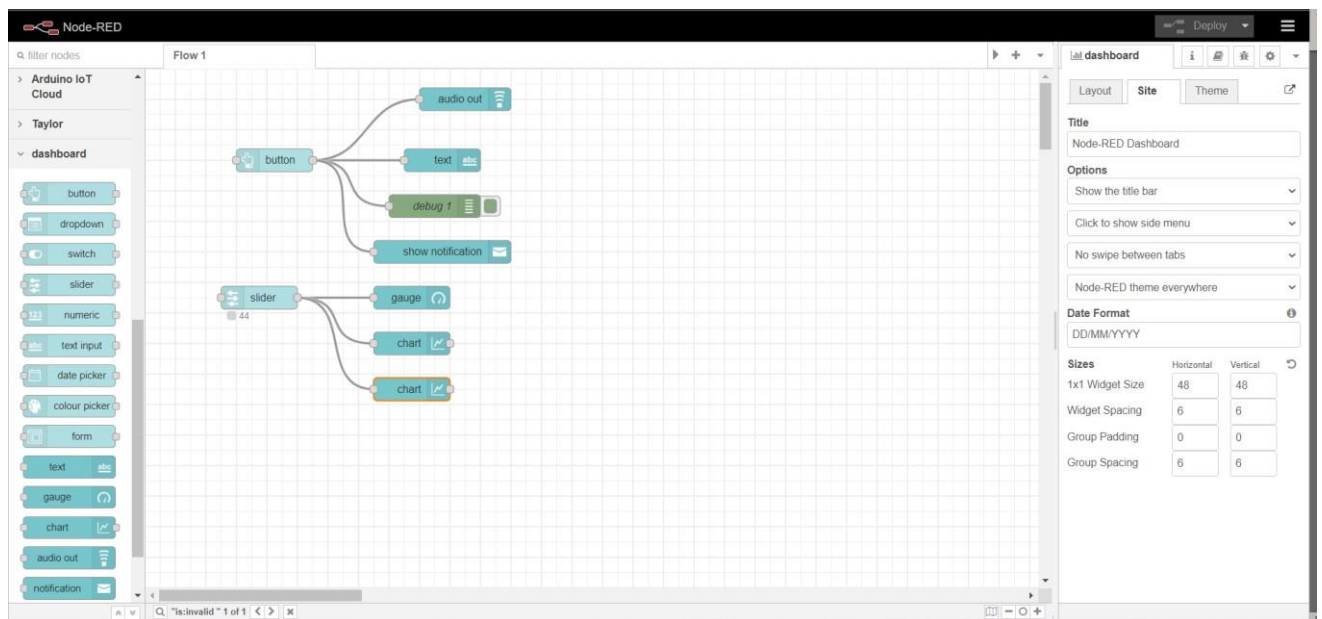 Node-RED
Deploy
filter nodes
Flow 1
dashboard
i
Arduino IoT
Cloud
Taylor
dashboard
button
dropdown
switch
slider
123 numeric
abc text input
date picker
colour picker
form
text abc
gauge
chart
audio out
notification
audio out
button
text abc
debug 1
show notification
slider
44
gauge
chart
chart
"is:invalid " 1 of 1
Layout Site Theme
Title
Node-RED Dashboard
Options
Show the title bar
Click to show side menu
No swipe between tabs
Node-RED theme everywhere
Date Format
DD/MM/YYYY
Sizes Horizontal Vertical
1x1 Widget Size 48 48
Widget Spacing 6 6
Group Padding 0 0
Group Spacing 6 6